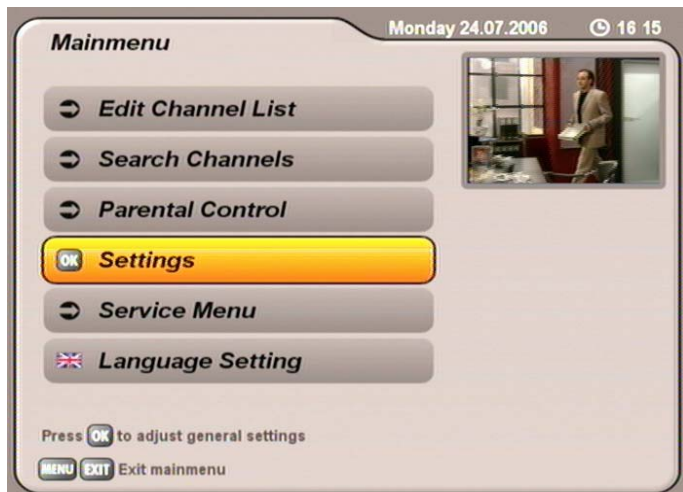 Monday 24.07.2006 16 15
Mainmenu
Edit Channel List
Search Channels
Parental Control
OK Settings
Service Menu
Language Setting
Press OK to adjust general settings
MENU EXIT Exit mainmenu